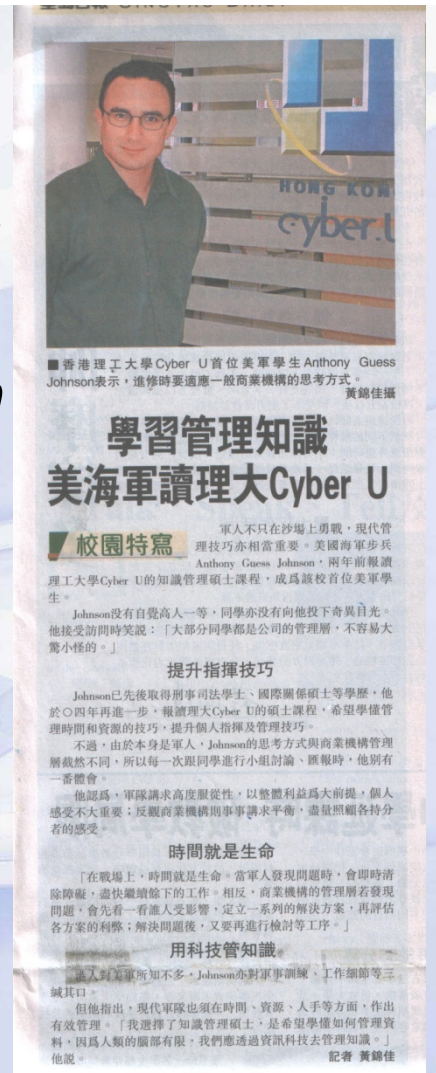 HONG KON
cyber.U
■香港理工大學Cyber U首位美軍學生Anthony Guess
Johnson表示，進修時要適應一般商業機構的思考方式。
黃錦佳攝
學習管理知識
美海軍讀理大Cyber U
校園特寫
軍人不只在沙場上勇戰，現代管
理技巧亦相當重要。美國海軍步兵
Anthony Guess Johnson，兩年前報讀
理工大學Cyber U的知識管理碩士課程，成爲該校首位美軍學
生。
Johnson沒有自覺高人一等，同學亦沒有向他投下奇異目光。
他接受訪問時笑說：「大部分同學都是公司的管理層，不容易大
驚小怪的。」
提升指揮技巧
Johnson已先後取得刑事司法學士、國際關係碩士等學歷，他
於〇四年再進一步，報讀理大Cyber U的碩士課程，希望學懂管
理時間和資源的技巧，提升個人指揮及管理技巧。
不過，由於本身是軍人，Johnson的思考方式與商業機構管理
層截然不同，所以每一次跟同學進行小組討論、匯報時，他別有
一番體會。
他認爲，軍隊講求高度服從性，以整體利益爲大前提，個人
感受不大重要；反觀商業機構則事事講求平衡，盡量照顧各持分
者的感受
時間就是生命
「在戰場上，時間就是生命。當軍人發現問題時，會即時清
除障礙，盡快繼續餘下的工作。相反，商業機構的管理層若發現
問題，會先看一看誰人受影響，定立一系列的解決方案，再評估
各方案的利弊；解決問題後，又要再進行檢討等工序。」
用科技管知識
人對美軍所知不多，Johnson亦對軍事訓練、工作細節等三
緘其口。
但他指出，現代軍隊也須在時間、資源、人手等方面，作出
有效管理。「我選擇了知識管理碩士，是希望學懂如何管理資
料，因爲人類的腦部有限，我們應透過資訊科技去管理知識。」
他說。
記者 黃錦佳